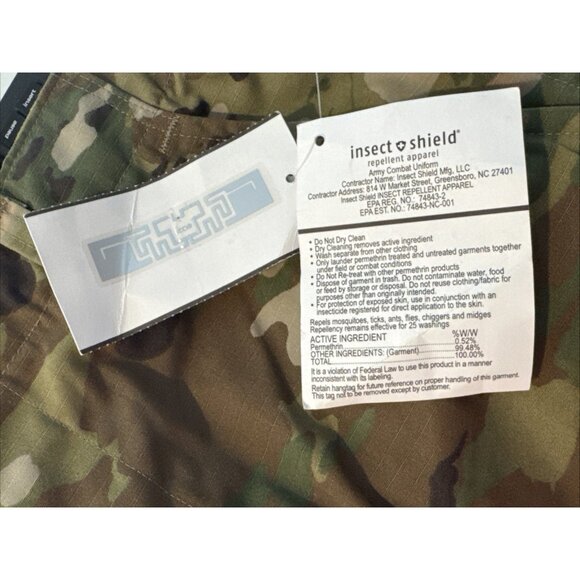 insect
insect shield®
repellent apparel
Army Combat Uniform
Contractor Name: Insect Shield Mfg, LLC
Contractor Address: 814 W Market Street, Greensboro, NC 27401
Insect Shield INSECT REPELLENT APPAREL
EPA REG. NO.: 74843-2
EPA EST. NO.: 74843-NC-001
• Do Not Dry Clean
• Dry Cleaning removes active ingredient
• Wash separate from other clothing
• Only launder permethrin treated and untreated garments together
under field or combat conditions
• Do Not Re-treat with other permethrin products
• Dispose of garment in trash. Do not contaminate water, food
or feed by storage or disposal. Do not reuse clothing/fabric for
purposes other than originally intended.
• For protection of exposed skin, use in conjunction with an
insecticide registered for direct application to the skin.
Repels mosquitoes, ticks, ants, flies, chiggers and midges
Repellency remains effective for 25 washings
ACTIVE INGREDIENT %W/W
Permethrin 0.52%
OTHER INGREDIENTS: (Garment) 99.48%
TOTAL 100.00%
It is a violation of Federal Law to use this product in a manner
inconsistent with its labeling.
Retain hangtag for future reference on proper handling of this garment.
This tag not to be removed except by customer.